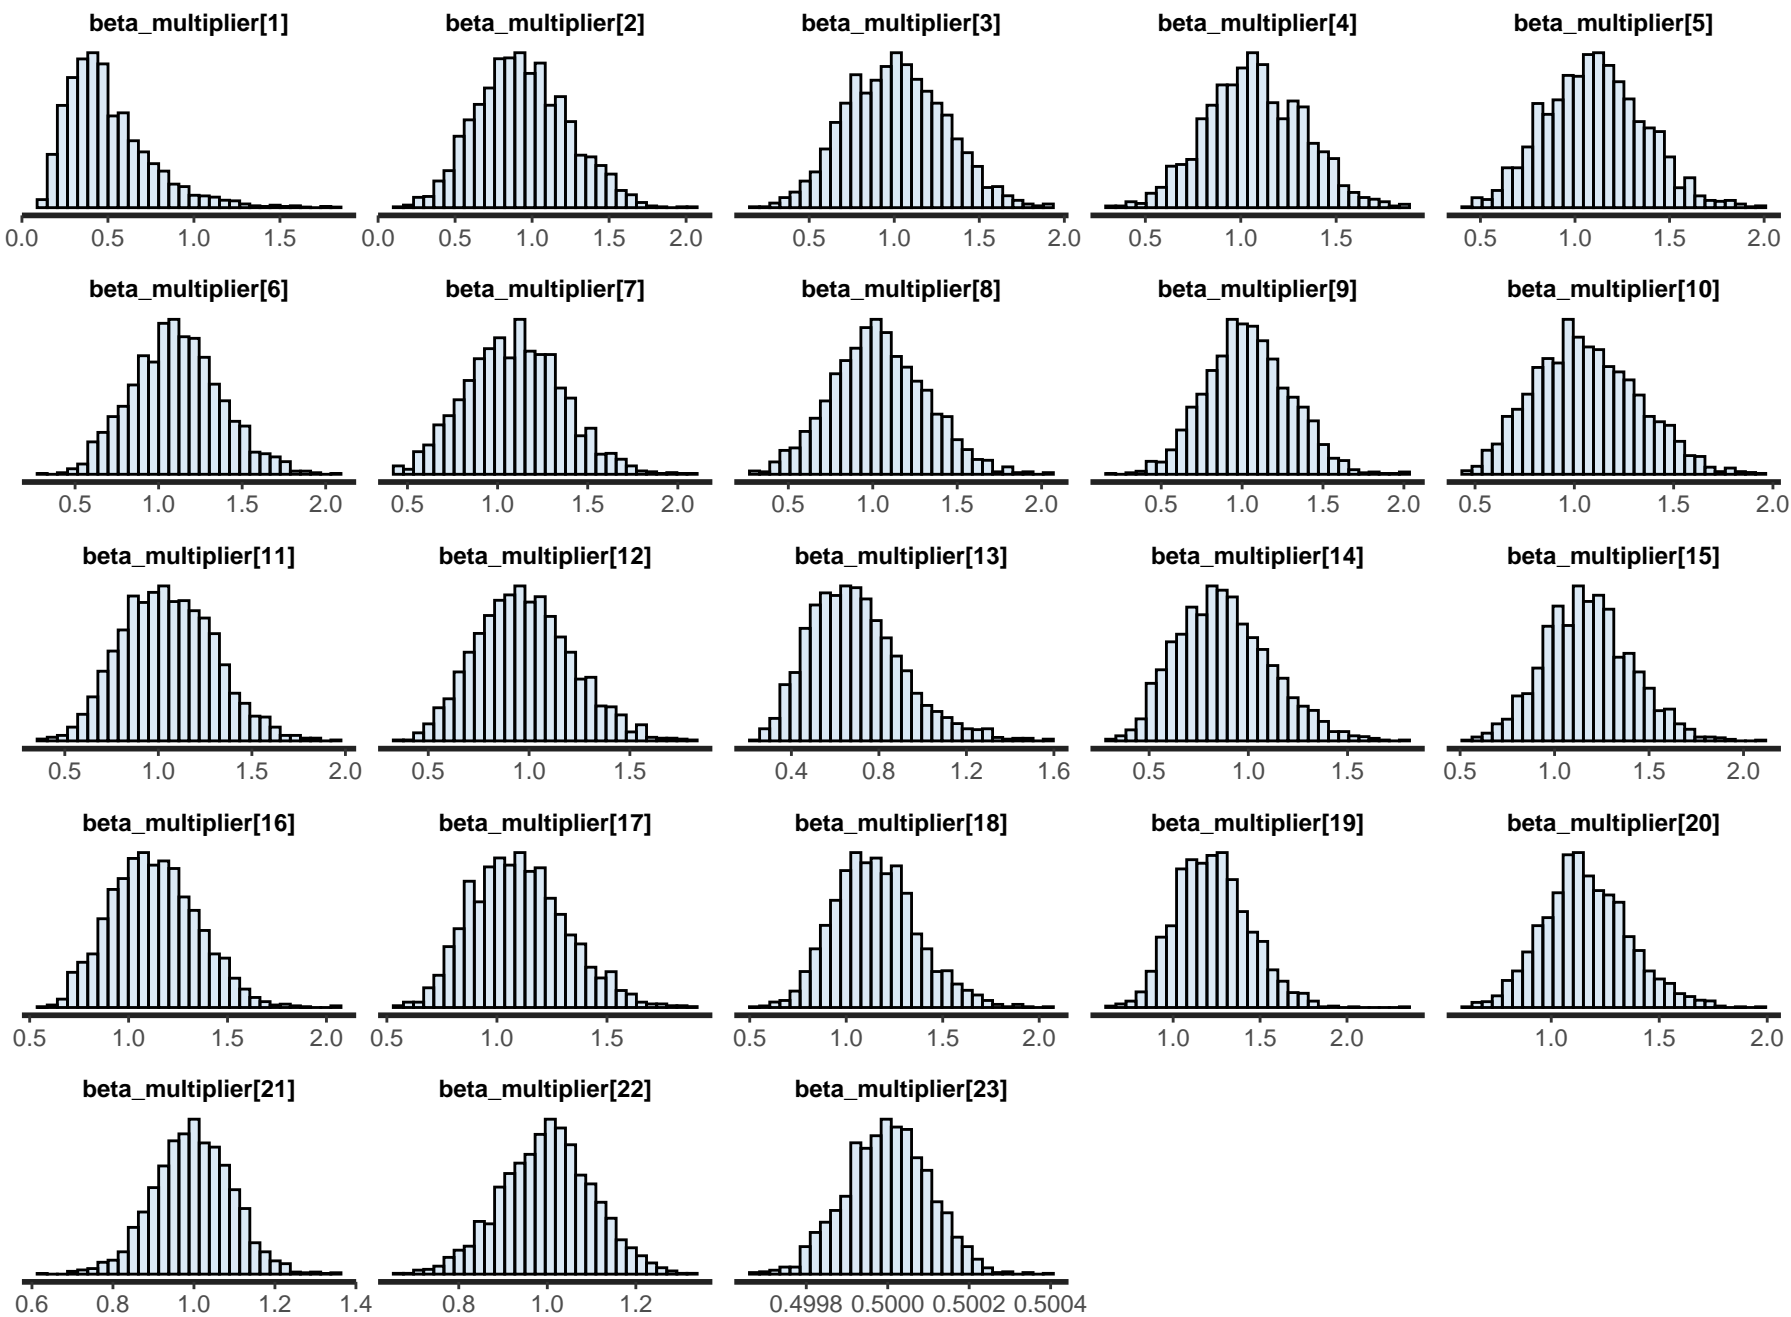 beta_multiplier[1] beta_multiplier[2] beta_multiplier[3] beta_multiplier[4] beta_multiplier[5]
0.0 0.5 1.0 1.5 0.0 0.5 1.0 1.5 2.0 0.5 1.0 1.5 2.0 0.5 1.0 1.5 0.5 1.0 1.5 2.0
beta_multiplier[6] beta_multiplier[7] beta_multiplier[8] beta_multiplier[9] beta_multiplier[10]
0.5 1.0 1.5 2.0 0.5 1.0 1.5 2.0 0.5 1.0 1.5 2.0 0.5 1.0 1.5 2.0 0.5 1.0 1.5 2.0
beta_multiplier[11] beta_multiplier[12] beta_multiplier[13] beta_multiplier[14] beta_multiplier[15]
0.5 1.0 1.5 2.0 0.5 1.0 1.5 0.4 0.8 1.2 1.6 0.5 1.0 1.5 0.5 1.0 1.5 2.0
beta_multiplier[16] beta_multiplier[17] beta_multiplier[18] beta_multiplier[19] beta_multiplier[20]
0.5 1.0 1.5 2.0 0.5 1.0 1.5 0.5 1.0 1.5 2.0 1.0 1.5 2.0 1.0 1.5 2.0
beta_multiplier[21] beta_multiplier[22] beta_multiplier[23]
0.6 0.8 1.0 1.2 1.4 0.8 1.0 1.2 0.4998 0.5000 0.5002 0.5004